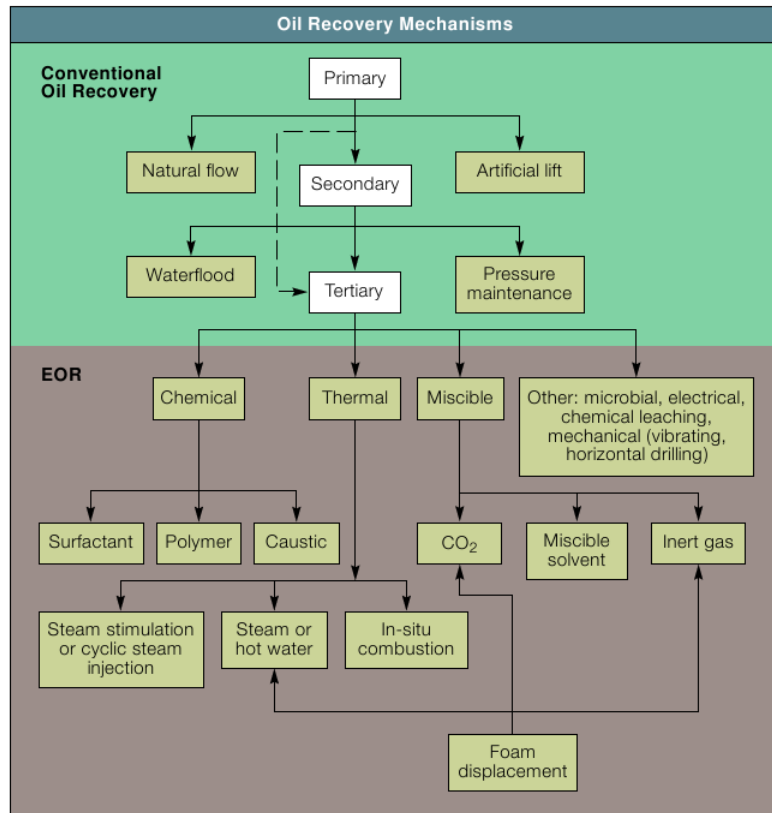 Oil Recovery Mechanisms
Conventional
Oil Recovery
Primary
Natural flow
Artificial lift
Secondary
Waterflood
Pressure
maintenance
Tertiary
EOR
Chemical
Thermal
Miscible
Other: microbial, electrical,
chemical leaching,
mechanical (vibrating,
horizontal drilling)
Surfactant
Polymer
Caustic
CO₂
Miscible
solvent
Inert gas
Steam stimulation
or cyclic steam
injection
Steam or
hot water
In-situ
combustion
Foam
displacement